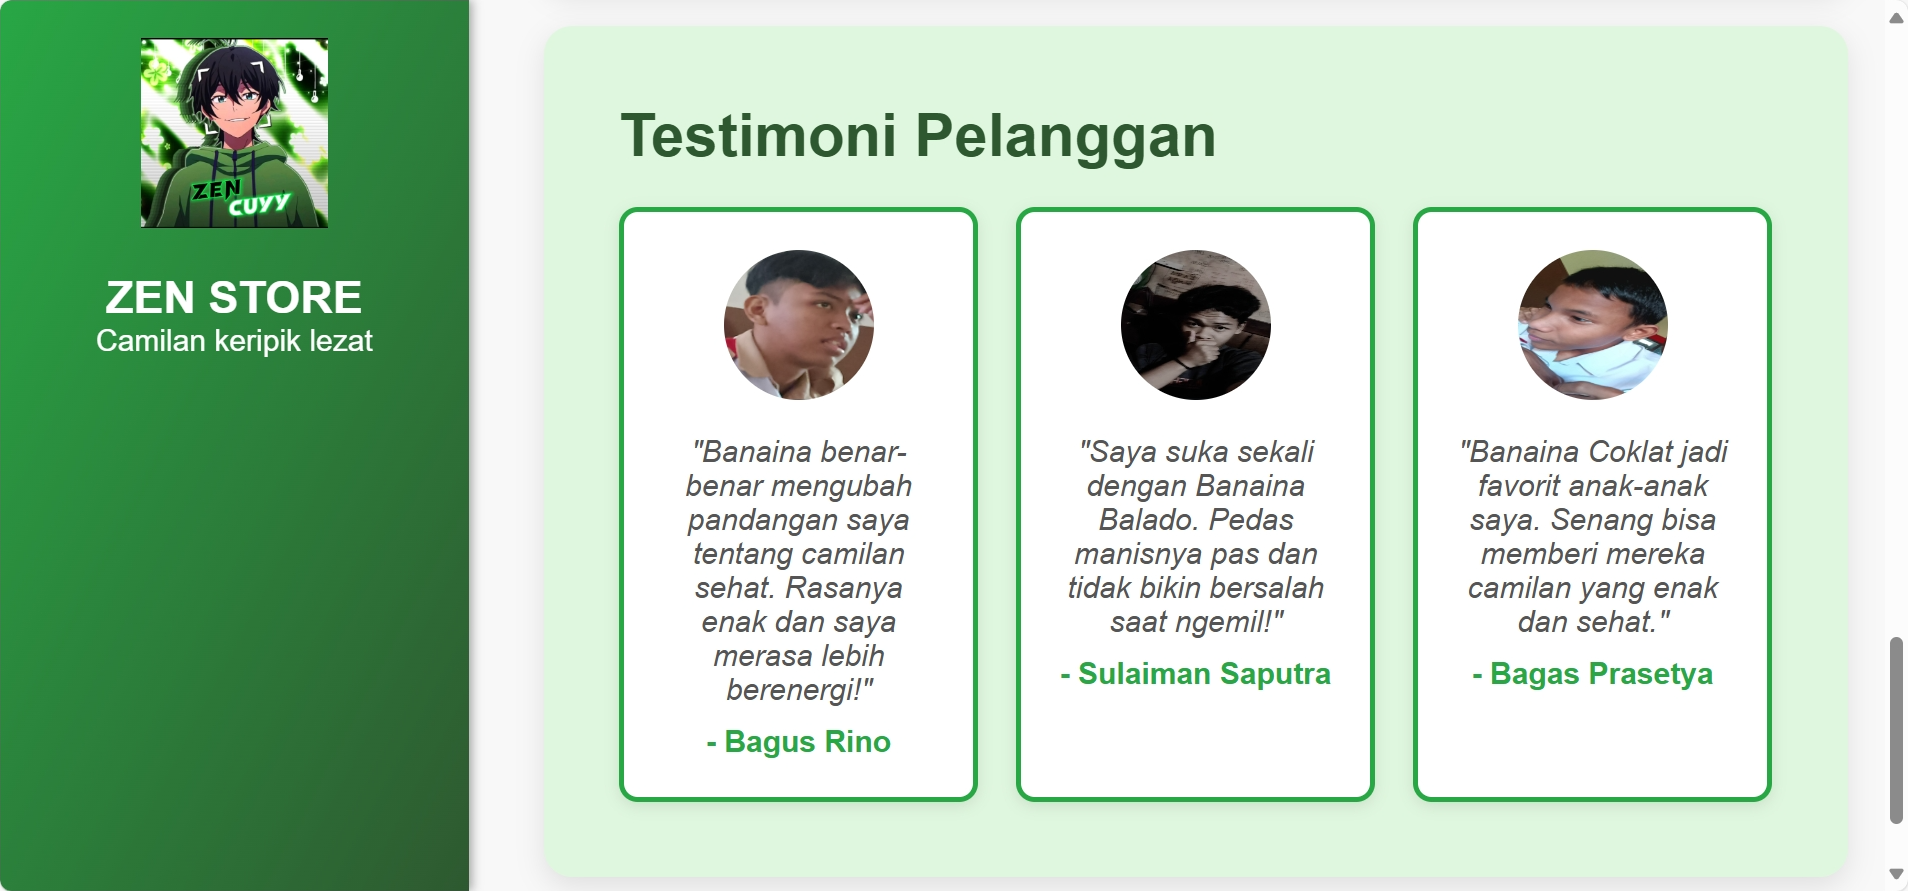 ZEN
CUYY
ZEN STORE
Camilan keripik lezat
Testimoni Pelanggan
"Banaina benar-
benar mengubah
pandangan saya
tentang camilan
sehat. Rasanya
enak dan saya
merasa lebih
berenergi!"
- Bagus Rino
"Saya suka sekali
dengan Banaina
Balado. Pedas
manisnya pas dan
tidak bikin bersalah
saat ngemil!"
- Sulaiman Saputra
"Banaina Coklat jadi
favorit anak-anak
saya. Senang bisa
memberi mereka
camilan yang enak
dan sehat."
- Bagas Prasetya